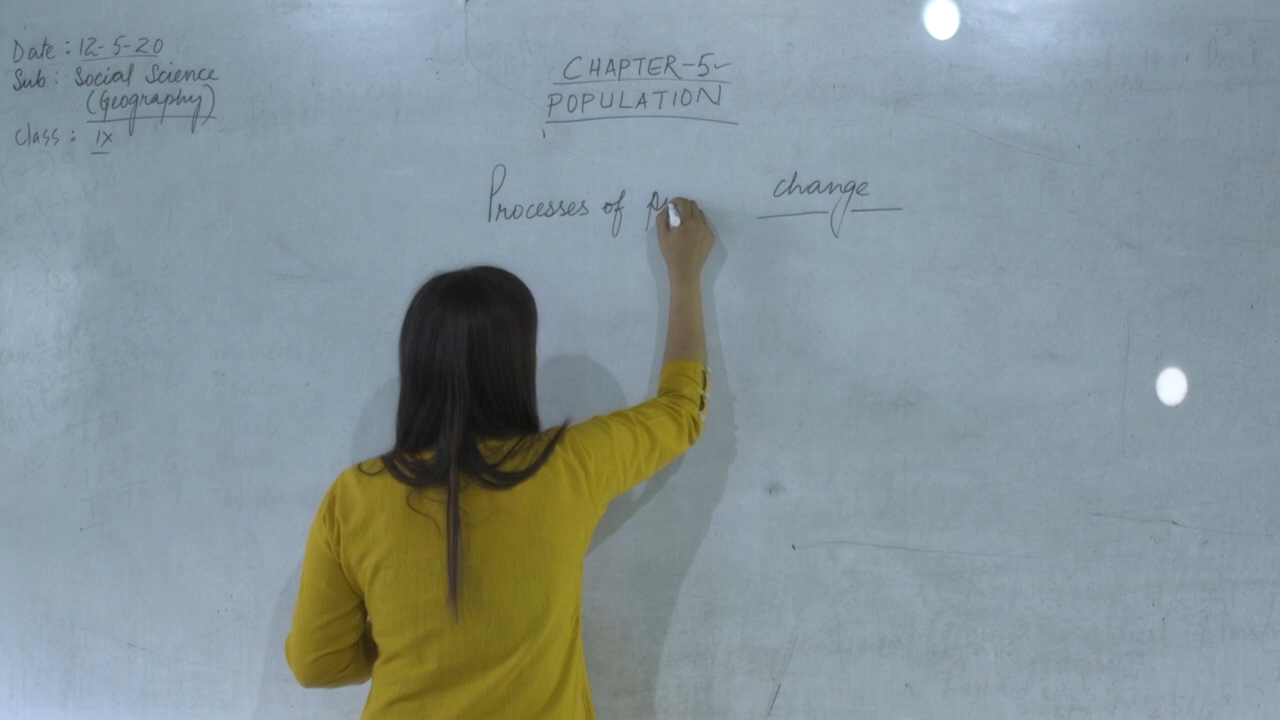 Date : 12-5-20
Sub : Social Science
(Geography)
Class : IX
CHAPTER-5
POPULATION
Processes of change